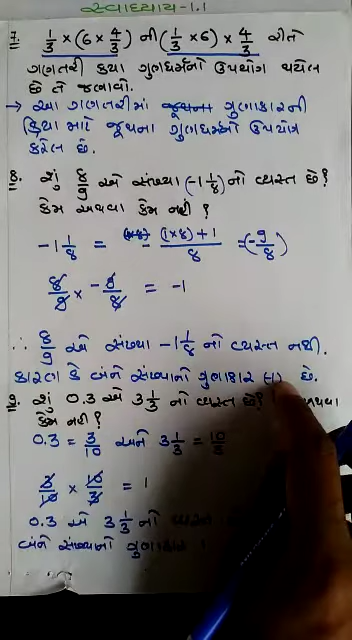 સ્વાધ્યાય-1.1
7. 1/3 × (6 × 4/3) ની (1/3 × 6) × 4/3 રીતે
ગણતરી કયા ગુણધર્મનો ઉપયોગ થયેલ
છે તે જણાવો.
→ આ ગણતરીમાં ગુણાકારની
ક્રિયા માટે જૂથના ગુણધર્મનો ઉપયોગ
કરેલ છે.
8. શું 8/9 એ સંખ્યા (-1 1/8) નો વ્યસ્ત છે?
કેમ અથવા કેમ નહીં?
-1 1/8 = - (1×8)+1 / 8 = (-9/8)
8/9 × -9/8 = -1
∴ 8/9 એ સંખ્યા -1 1/8 નો વ્યસ્ત નથી.
કારણ કે બંને સંખ્યાનો ગુણાકાર (-1) છે.
9. શું 0.3 એ 3 1/3 નો વ્યસ્ત છે?
કેમ નહીં?
0.3 = 3/10 અને 3 1/3 = 10/3
3/10 × 10/3 = 1
0.3 એ 3 1/3 નો વ્યસ્ત
બંને સંખ્યાનો ગુણાકાર